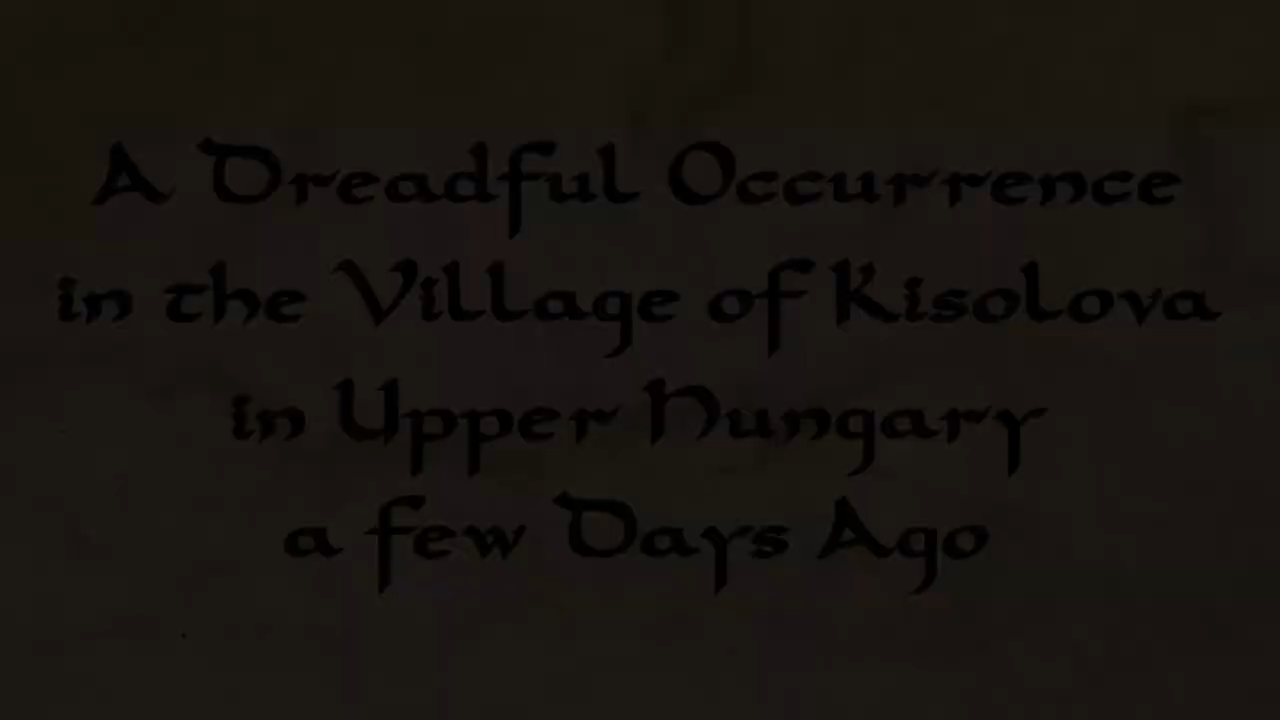 A Dreadful Occurrence
in the Village of Kisolova
in Upper Hungary
a few Days Ago